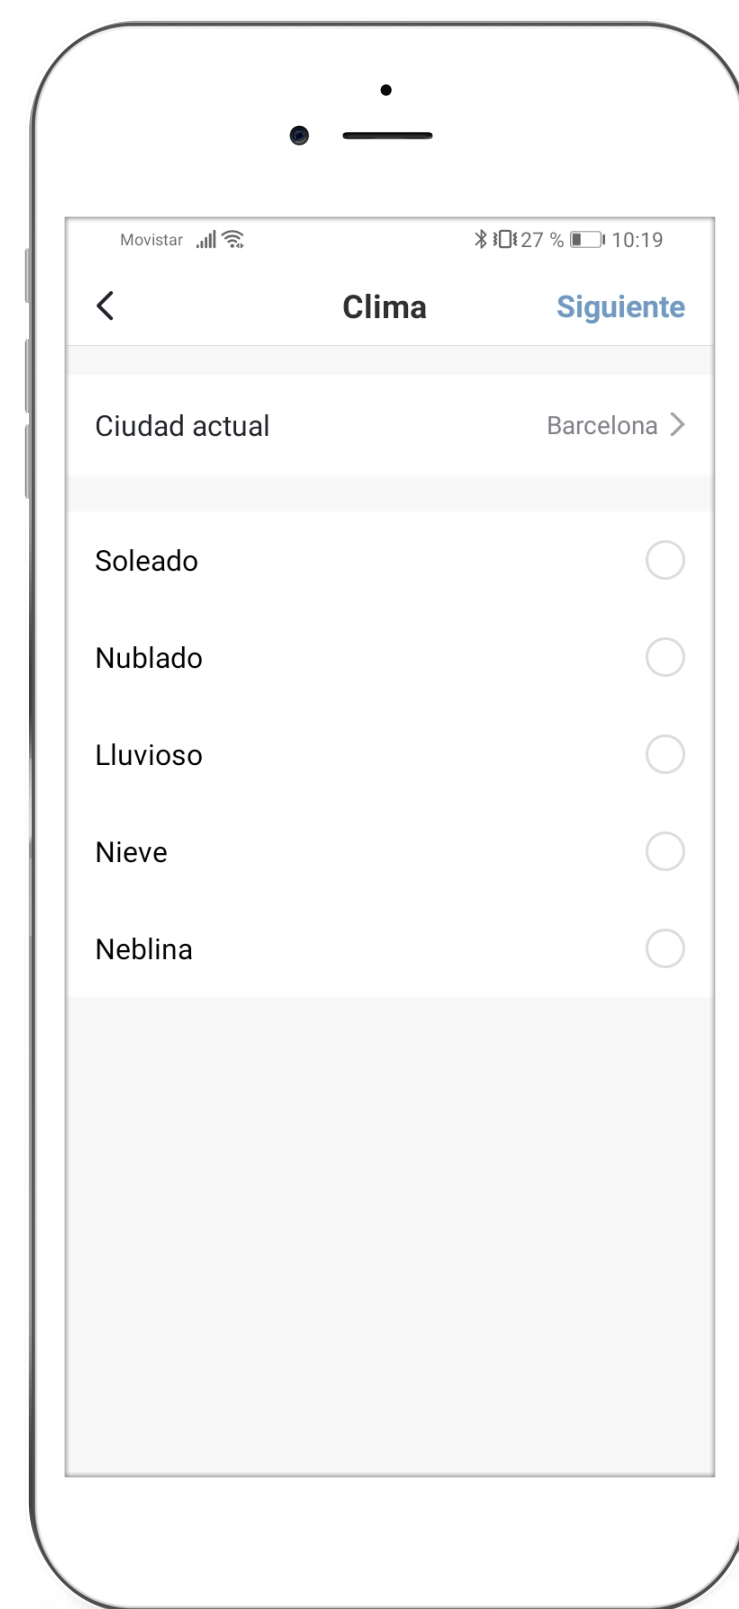 Movistar 27 % 10:19
Clima Siguiente
Ciudad actual Barcelona
Soleado
Nublado
Lluvioso
Nieve
Neblina